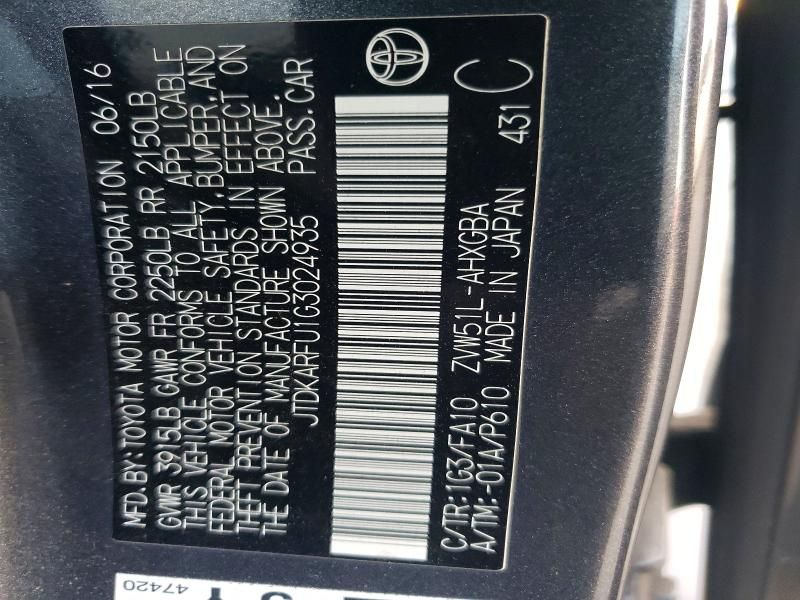 MFD. BY: TOYOTA MOTOR CORPORATION 06/16
GVWR 3915LB GAWR FR 2250LB RR 2150LB
THIS VEHICLE CONFORMS TO ALL APPLICABLE
FEDERAL MOTOR VEHICLE SAFETY, BUMPER, AND
THEFT PREVENTION STANDARDS IN EFFECT ON
THE DATE OF MANUFACTURE SHOWN ABOVE.
JTDKARFU1G3024935 PASS. CAR
C/TR: 1G3/FA10 ZVW51L-AHXGBA
A/TM: -01A/P610 MADE IN JAPAN 431 C
47420